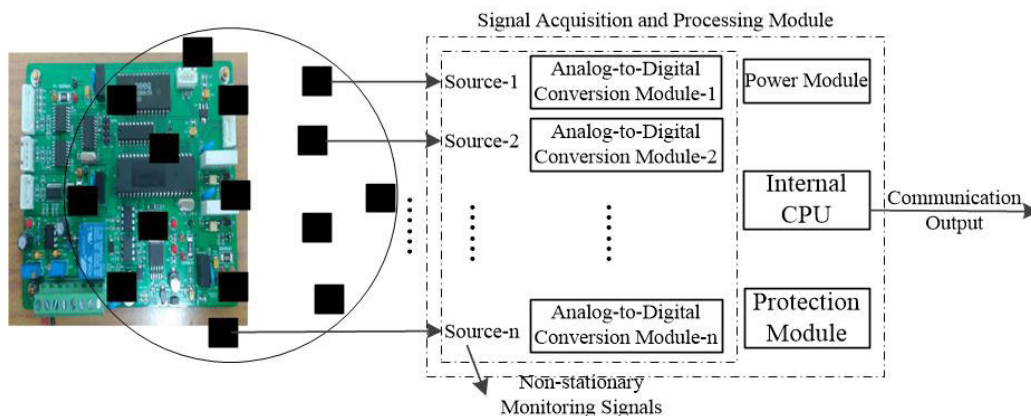 Signal Acquisition and Processing Module
Source-1
Analog-to-Digital
Conversion Module-1
Power Module
Source-2
Analog-to-Digital
Conversion Module-2
Internal
CPU
Communication
Output
Source-n
Analog-to-Digital
Conversion Module-n
Protection
Module
Non-stationary
Monitoring Signals